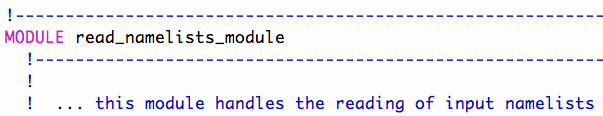 !-----------------------------------------------------------
MODULE read_namelists_module
  !---------------------------------------------------------
  !
  !  ... this module handles the reading of input namelists